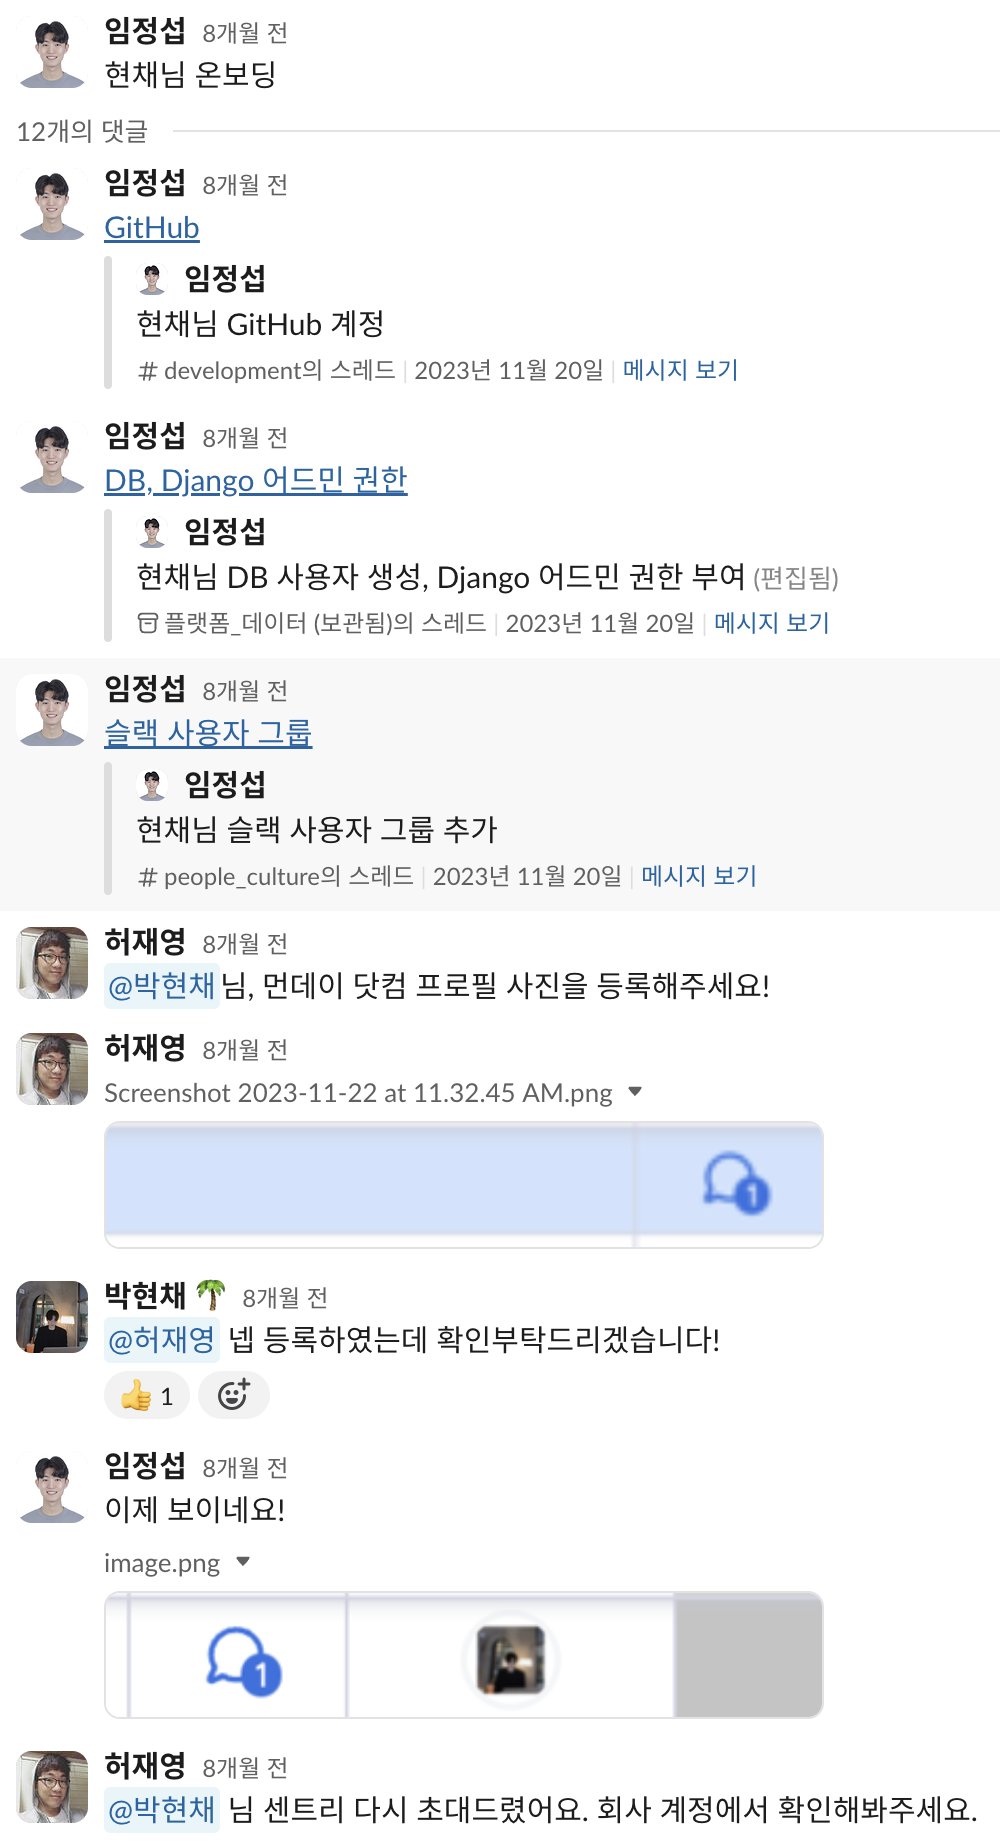 임정섭 8개월 전
현채님 온보딩
12개의 댓글
임정섭 8개월 전
GitHub
임정섭
현채님 GitHub 계정
# development의 스레드 | 2023년 11월 20일 | 메시지 보기
임정섭 8개월 전
DB, Django 어드민 권한
임정섭
현채님 DB 사용자 생성, Django 어드민 권한 부여 (편집됨)
플랫폼_데이터 (보관됨)의 스레드 | 2023년 11월 20일 | 메시지 보기
임정섭 8개월 전
슬랙 사용자 그룹
임정섭
현채님 슬랙 사용자 그룹 추가
# people_culture의 스레드 | 2023년 11월 20일 | 메시지 보기
허재영 8개월 전
@박현채님, 먼데이 닷컴 프로필 사진을 등록해주세요!
허재영 8개월 전
Screenshot 2023-11-22 at 11.32.45 AM.png
1
박현채 🌴 8개월 전
@허재영 넵 등록하였는데 확인부탁드리겠습니다!
👍 1
임정섭 8개월 전
이제 보이네요!
image.png
1
허재영 8개월 전
@박현채 님 센트리 다시 초대드렸어요. 회사 계정에서 확인해봐주세요.